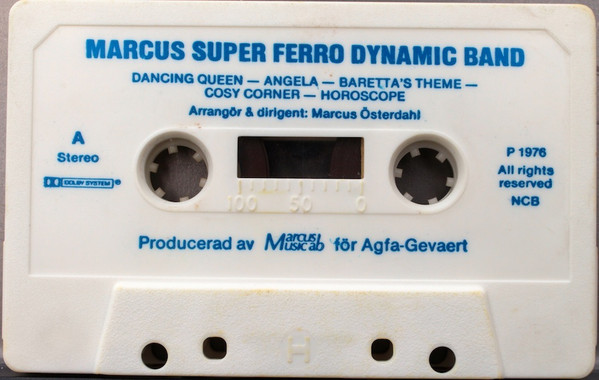 MARCUS SUPER FERRO DYNAMIC BAND
DANCING QUEEN — ANGELA — BARETTA'S THEME —
COSY CORNER — HOROSCOPE
Arrangör & dirigent: Marcus Österdahl
A
Stereo
DOLBY SYSTEM®
P 1976
All rights
reserved
NCB
100 50 0
Producerad av Marcus Music ab för Agfa-Gevaert
H